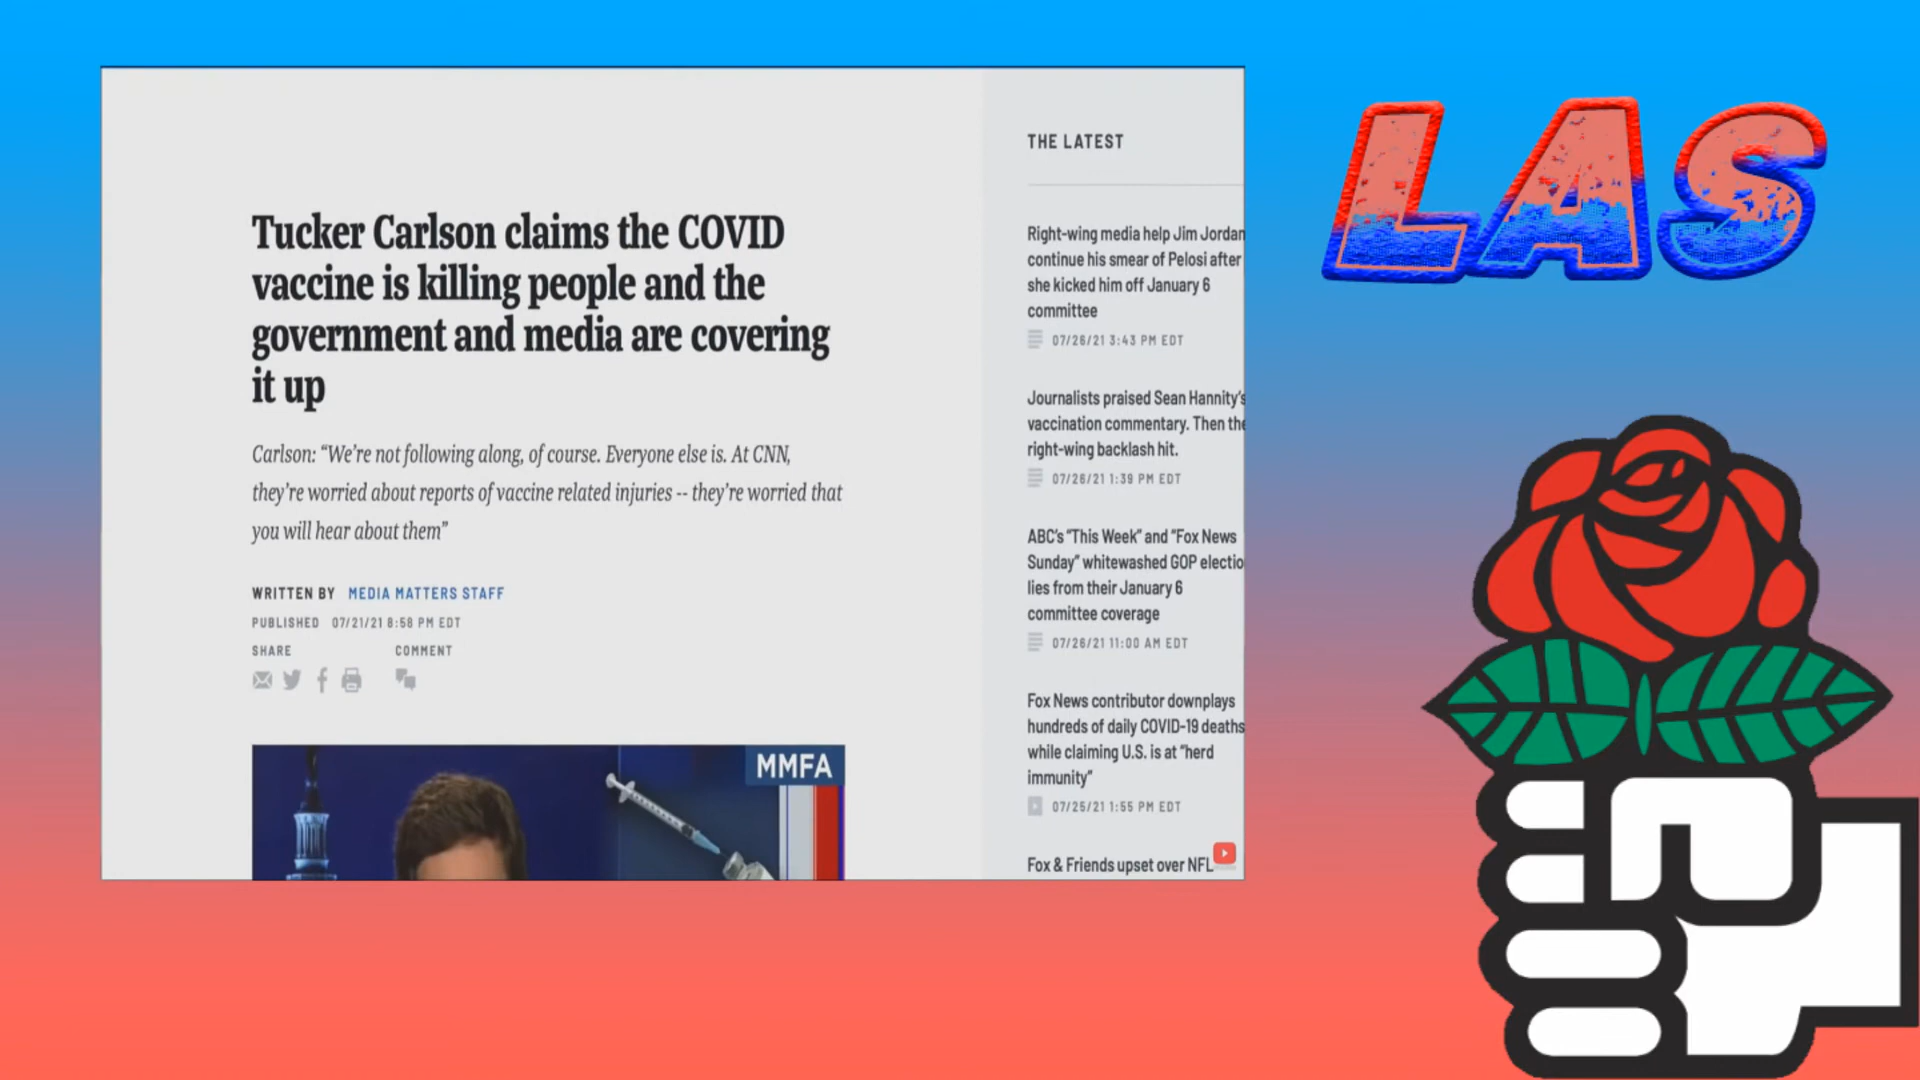 LAS
Tucker Carlson claims the COVID
vaccine is killing people and the
government and media are covering
it up
Carlson: “We’re not following along, of course. Everyone else is. At CNN,
they’re worried about reports of vaccine related injuries -- they’re worried that
you will hear about them”
WRITTEN BY MEDIA MATTERS STAFF
PUBLISHED 07/21/21 8:58 PM EDT
SHARE COMMENT
MMFA
THE LATEST
Right-wing media help Jim Jordan
continue his smear of Pelosi after
she kicked him off January 6
committee
07/26/21 3:43 PM EDT
Journalists praised Sean Hannity’s
vaccination commentary. Then the
right-wing backlash hit.
07/26/21 1:39 PM EDT
ABC’s “This Week” and “Fox News
Sunday” whitewashed GOP electio
lies from their January 6
committee coverage
07/26/21 11:00 AM EDT
Fox News contributor downplays
hundreds of daily COVID-19 deaths
while claiming U.S. is at “herd
immunity”
07/25/21 1:55 PM EDT
Fox & Friends upset over NFL